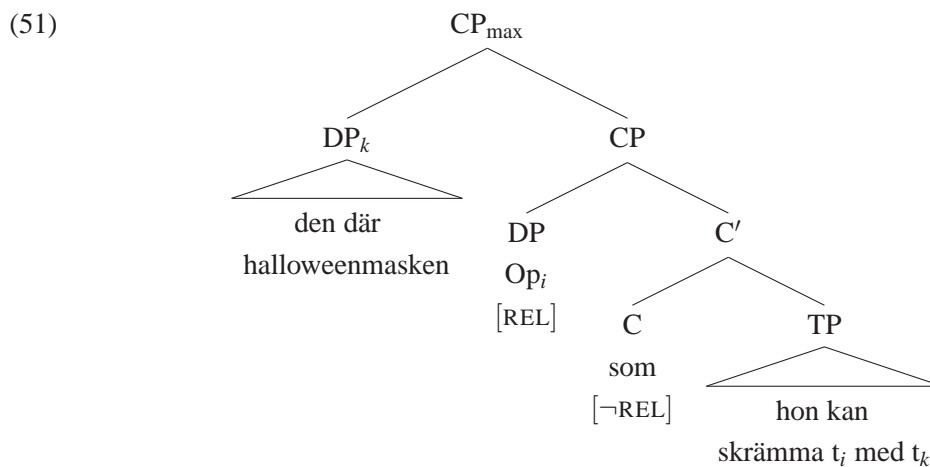 (51) CPmax
DPk CP
den där
halloweenmasken
DP C′
Opi
[REL]
C TP
som
[¬REL]
hon kan
skrämma ti med tk